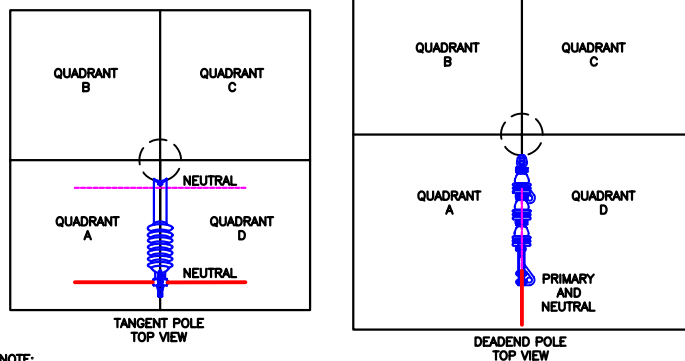 QUADRANT
B
QUADRANT
C
NEUTRAL
QUADRANT
A
QUADRANT
D
NEUTRAL
TANGENT POLE
TOP VIEW
QUADRANT
B
QUADRANT
C
QUADRANT
A
QUADRANT
D
PRIMARY
AND
NEUTRAL
DEADEND POLE
TOP VIEW
NOTE: